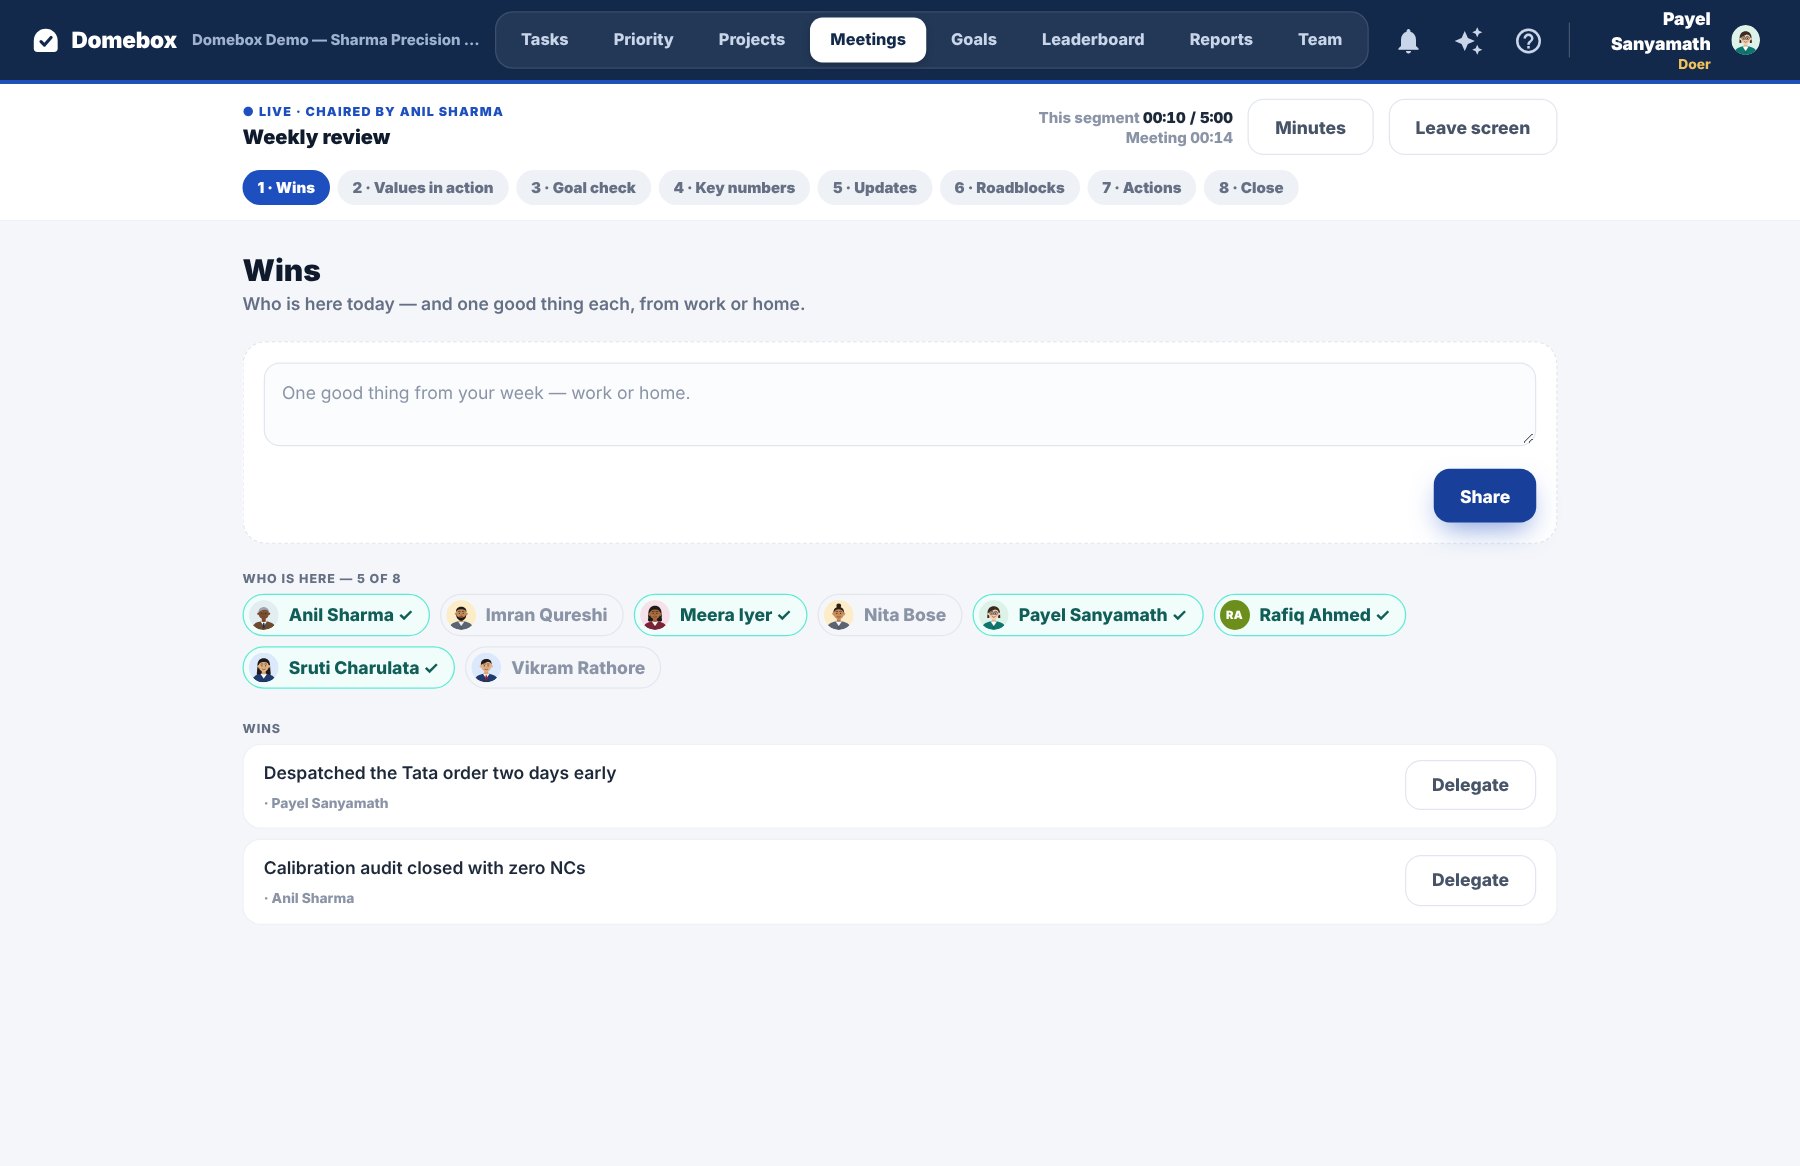 Domebox
Domebox Demo — Sharma Precision ...
Tasks
Priority
Projects
Meetings
Goals
Leaderboard
Reports
Team
Payel Sanyamath
Doer
LIVE · CHAIRED BY ANIL SHARMA
Weekly review
This segment 00:10 / 5:00
Meeting 00:14
Minutes
Leave screen
1 · Wins
2 · Values in action
3 · Goal check
4 · Key numbers
5 · Updates
6 · Roadblocks
7 · Actions
8 · Close
Wins
Who is here today — and one good thing each, from work or home.
One good thing from your week — work or home.
Share
WHO IS HERE — 5 OF 8
Anil Sharma ✓
Imran Qureshi
Meera Iyer ✓
Nita Bose
Payel Sanyamath ✓
RA Rafiq Ahmed ✓
Sruti Charulata ✓
Vikram Rathore
WINS
Despatched the Tata order two days early
· Payel Sanyamath
Delegate
Calibration audit closed with zero NCs
· Anil Sharma
Delegate